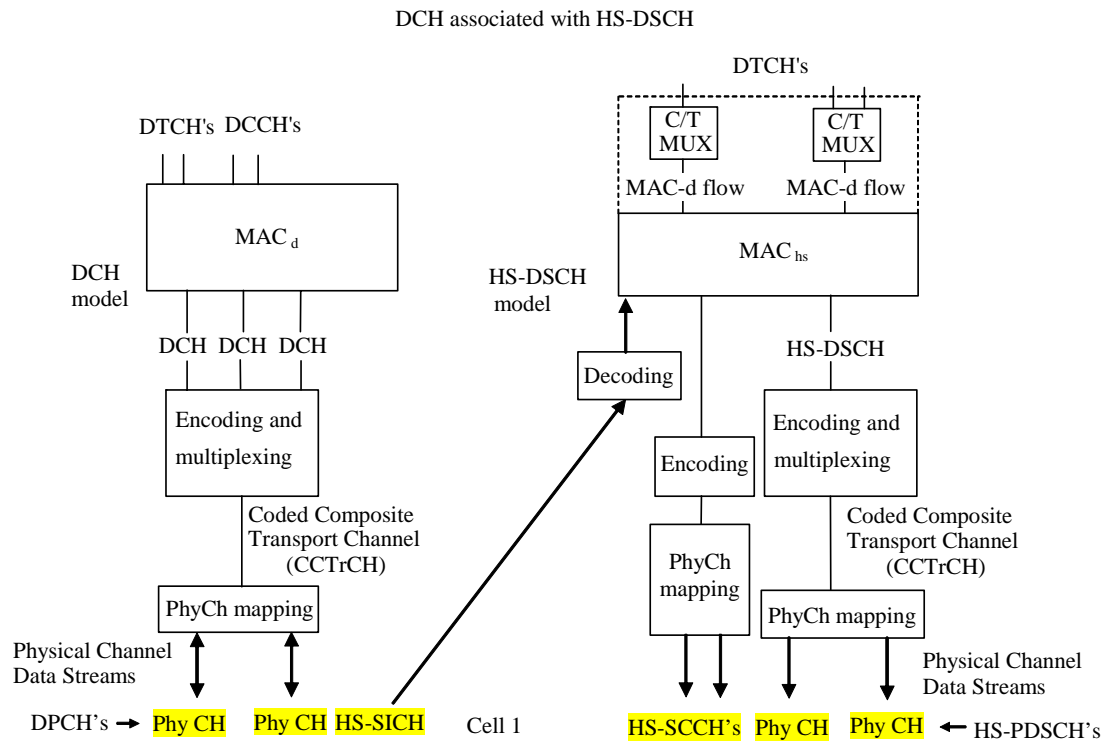 DCH associated with HS-DSCH
DTCH's
DCCH's
MAC d
DCH
model
DCH DCH DCH
Encoding and
multiplexing
Coded Composite
Transport Channel
(CCTrCH)
PhyCh mapping
Physical Channel
Data Streams
DPCH's
Phy CH
Phy CH
HS-SICH
Cell 1
DTCH's
C/T
MUX
C/T
MUX
MAC-d flow
MAC-d flow
MAC hs
HS-DSCH
model
Decoding
HS-DSCH
Encoding
Encoding and
multiplexing
PhyCh
mapping
Coded Composite
Transport Channel
(CCTrCH)
PhyCh mapping
Physical Channel
Data Streams
HS-SCCH's
Phy CH
Phy CH
HS-PDSCH's